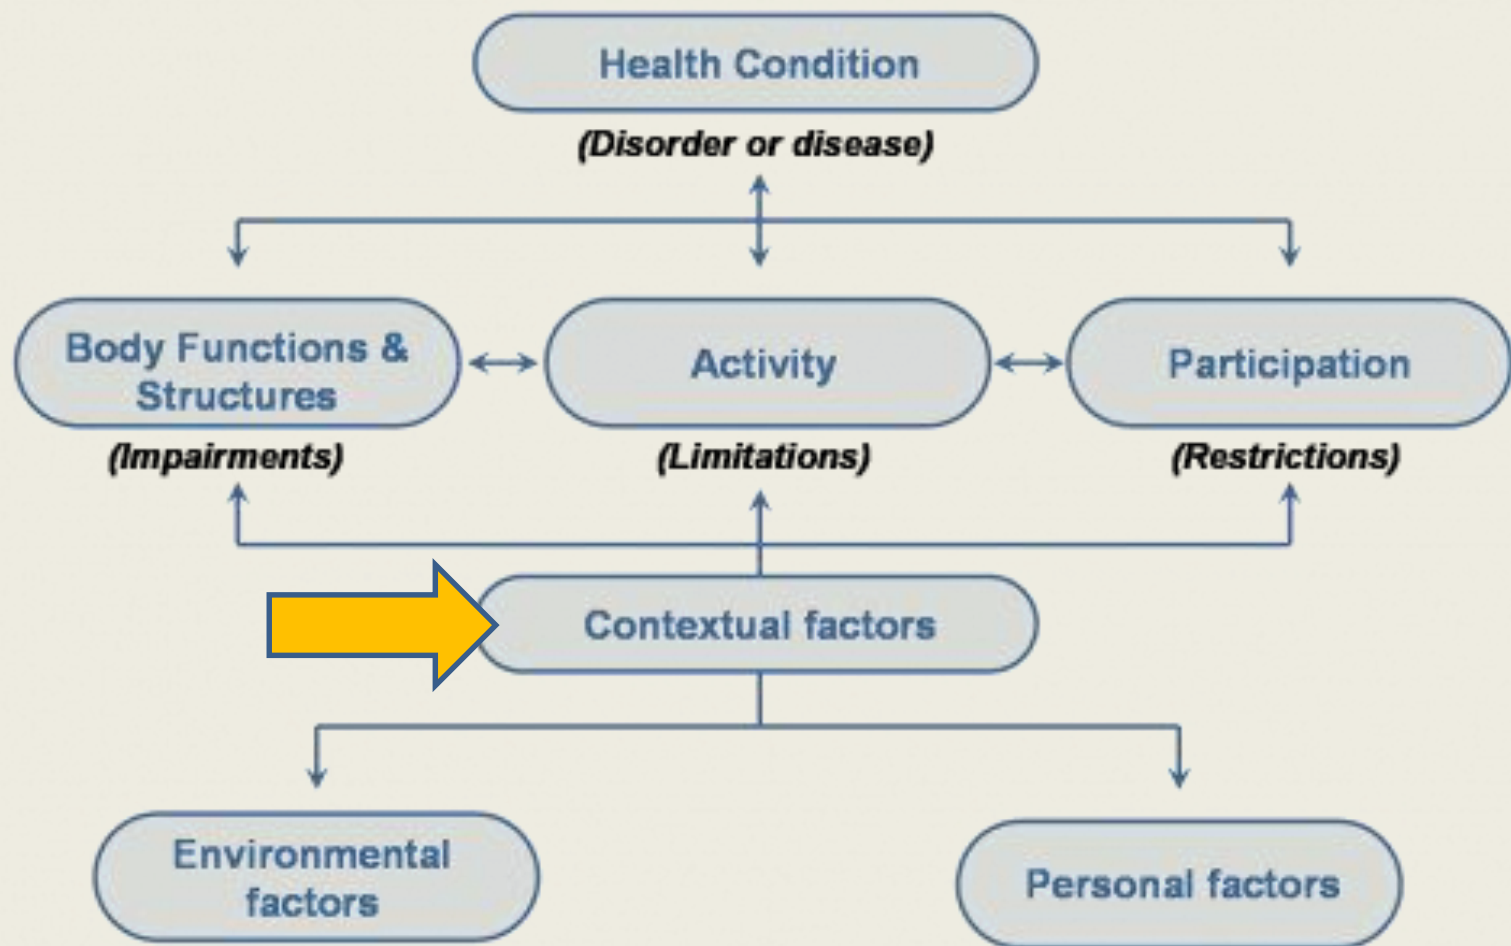 Health Condition
(Disorder or disease)
Body Functions &
Structures
(Impairments)
Activity
(Limitations)
Participation
(Restrictions)
Contextual factors
Environmental
factors
Personal factors